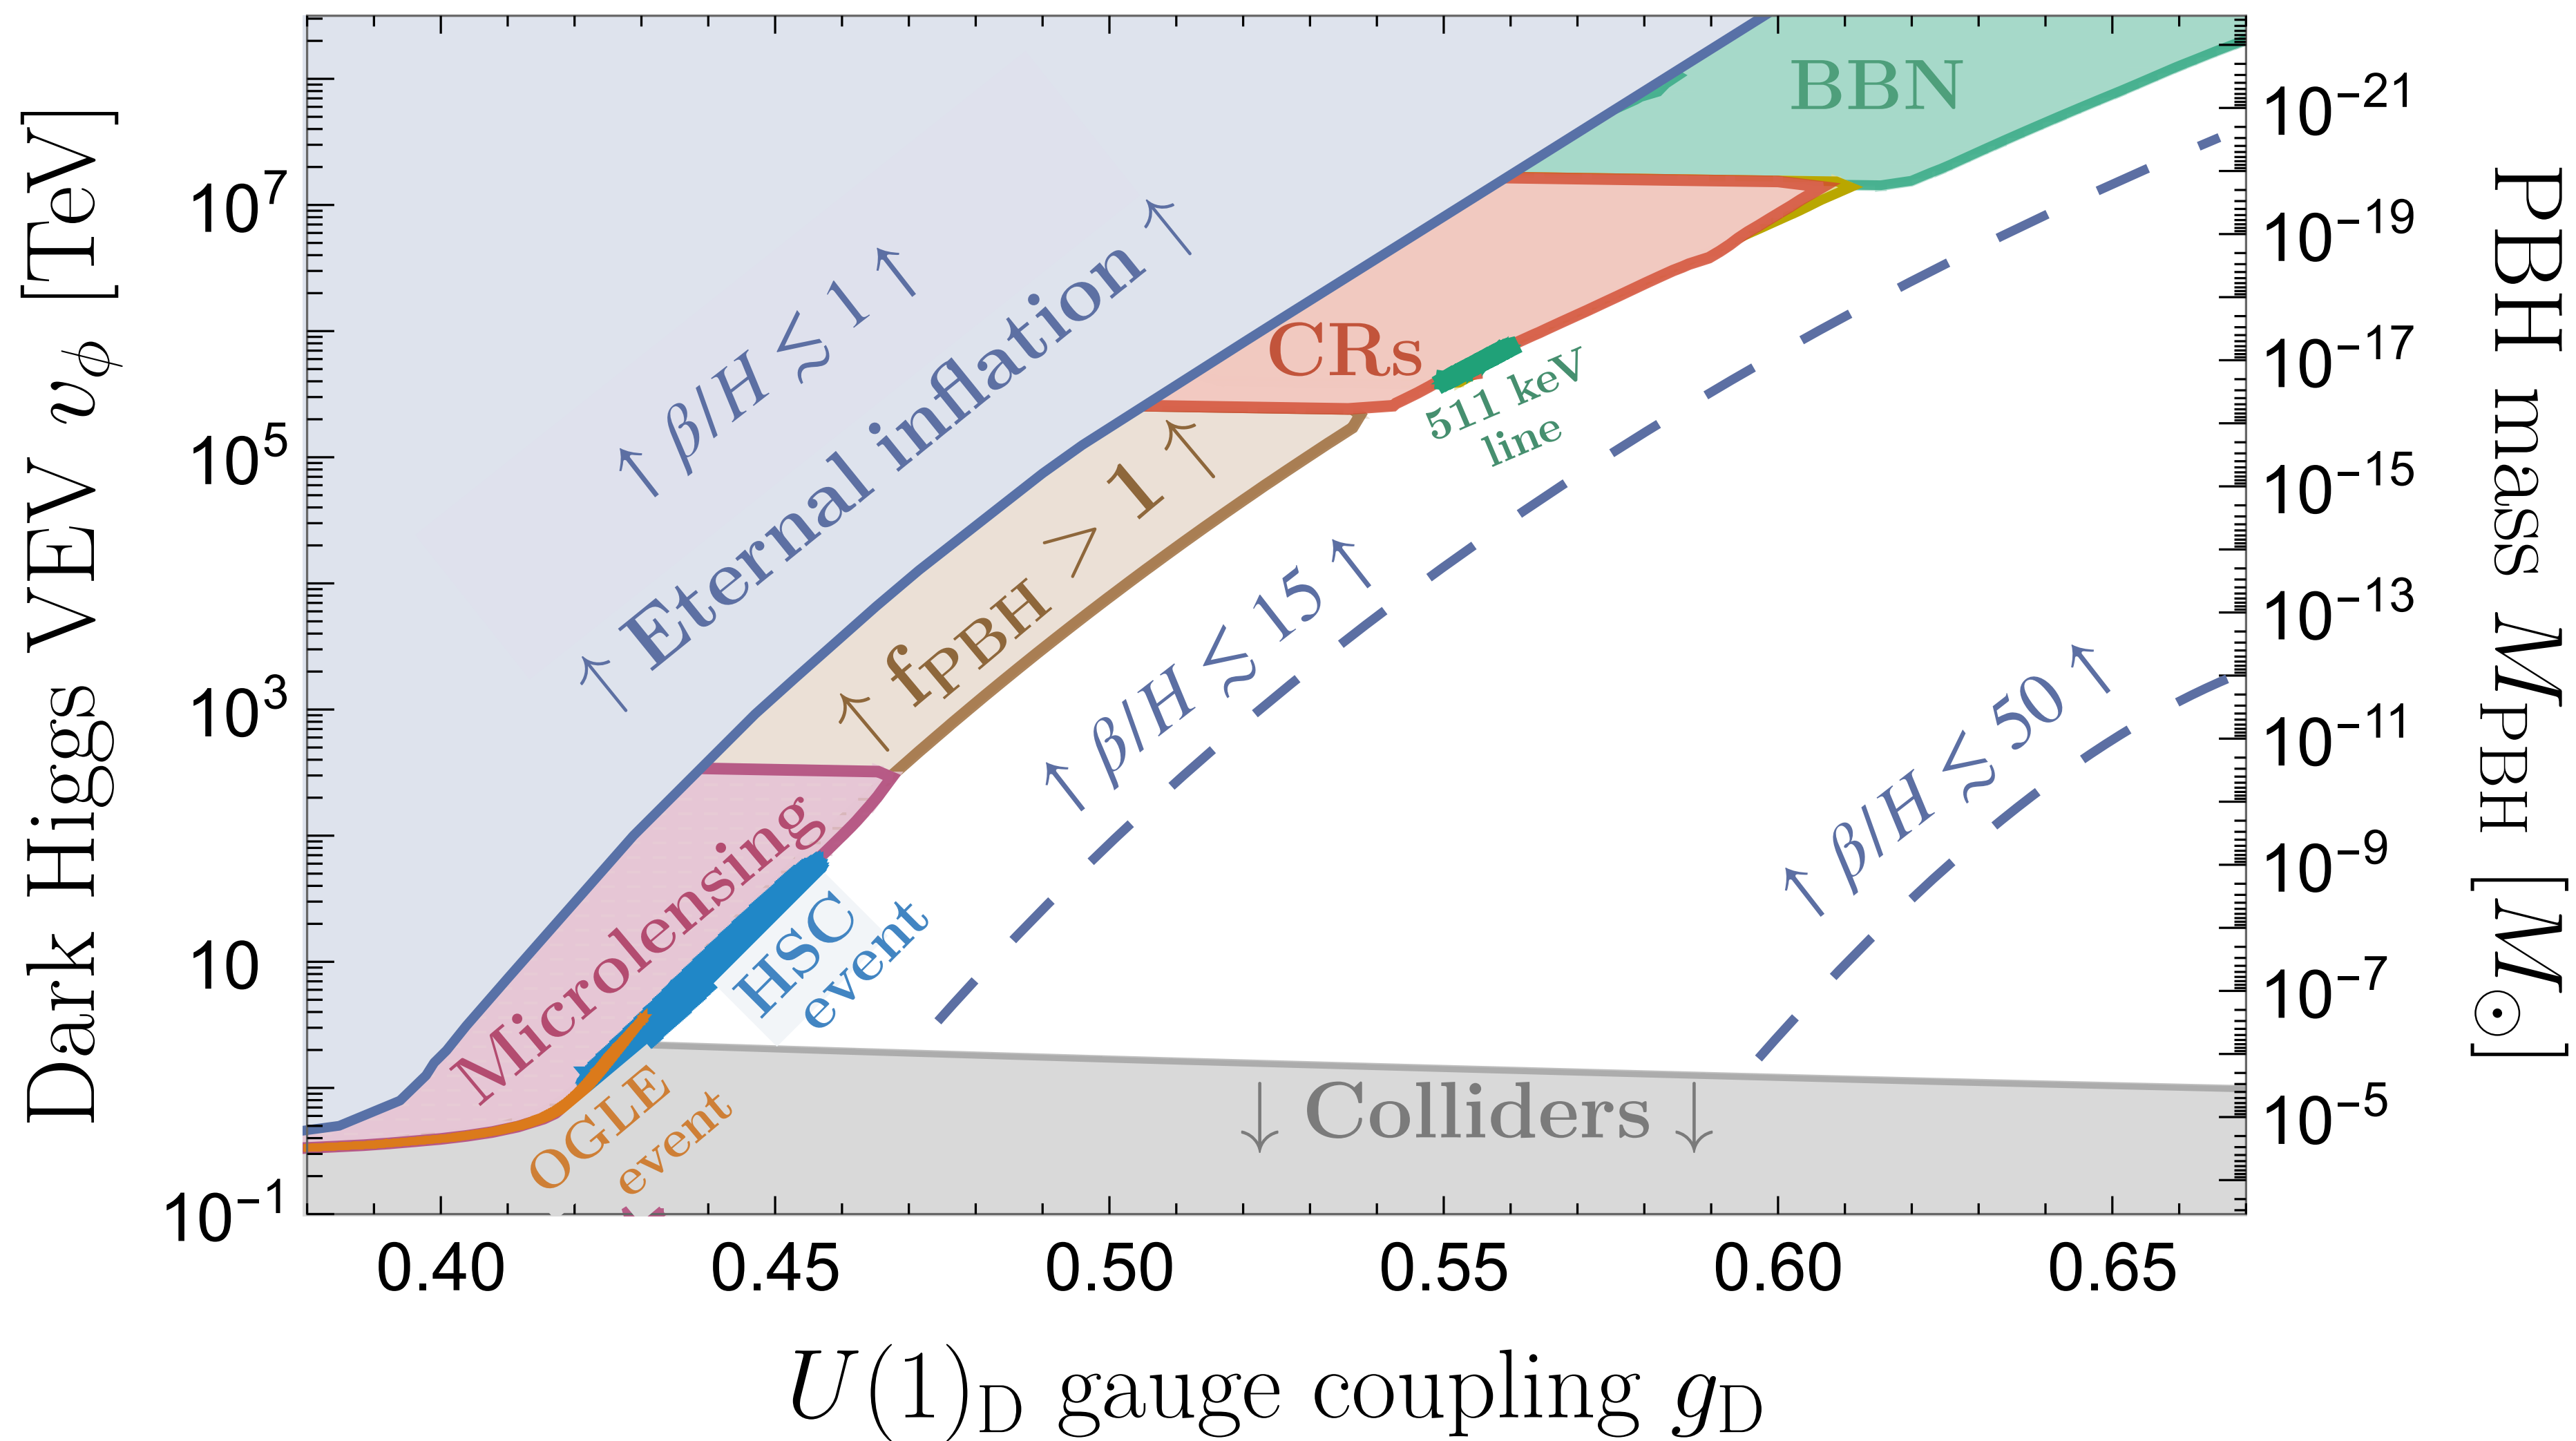 Dark Higgs VEV v_ϕ [TeV]
10^7
10^5
10^3
10
10^−1
BBN
CRs
511 keV
line
↑ β/H ≲ 1 ↑
↑ Eternal inflation ↑
↑ f_PBH > 1 ↑
↑ β/H ≲ 15 ↑
↑ β/H ≲ 50 ↑
Microlensing
HSC
event
OGLE
event
↓ Colliders ↓
10^−21
10^−19
10^−17
10^−15
10^−13
10^−11
10^−9
10^−7
10^−5
PBH mass M_PBH [M_⊙]
0.40 0.45 0.50 0.55 0.60 0.65
U(1)_D gauge coupling g_D